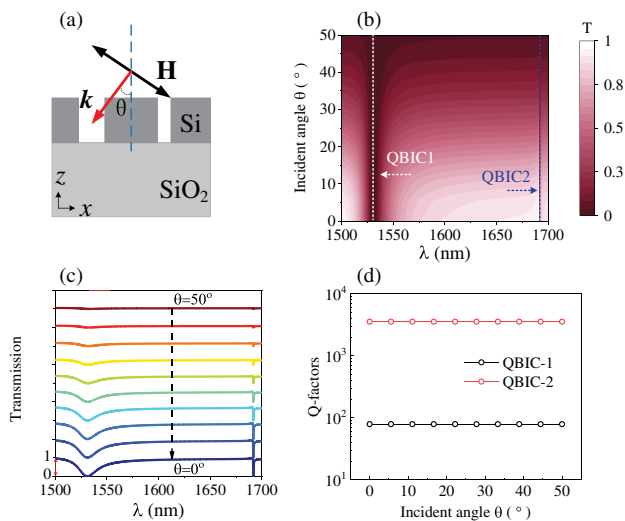 (a)
H
k
θ
Si
SiO₂
z
x
(b)
Incident angle θ ( ° )
50
40
30
20
10
0
QBIC1
QBIC2
1500 1550 1600 1650 1700
λ (nm)
T
1
0.8
0.5
0.3
0
(c)
Transmission
θ=50°
θ=0°
1
0
1500 1550 1600 1650 1700
λ (nm)
(d)
Q-factors
10⁴
10³
10²
10¹
QBIC-1
QBIC-2
0 10 20 30 40 50
Incident angle θ ( ° )